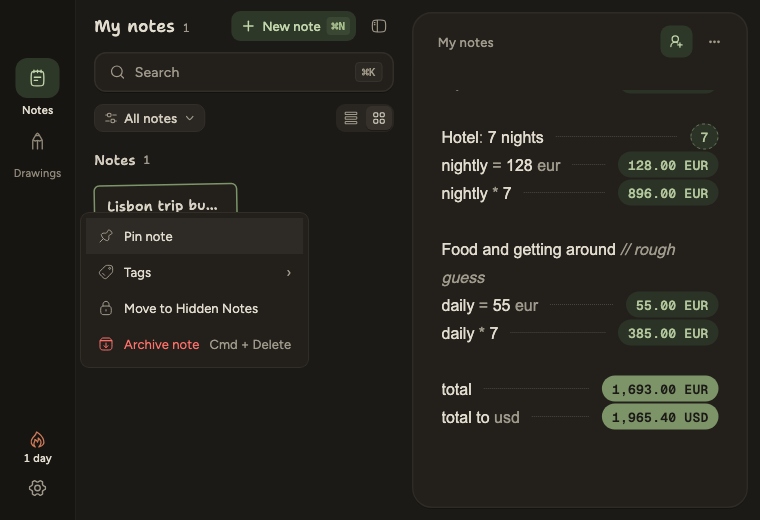 Notes
Drawings
1 day
My notes 1
+ New note ⌘N
Search ⌘K
All notes
Notes 1
Lisbon trip bu...
Pin note
Tags ›
Move to Hidden Notes
Archive note Cmd + Delete
My notes
Hotel: 7 nights 7
nightly = 128 eur 128.00 EUR
nightly * 7 896.00 EUR
Food and getting around // rough
guess
daily = 55 eur 55.00 EUR
daily * 7 385.00 EUR
total 1,693.00 EUR
total to usd 1,965.40 USD